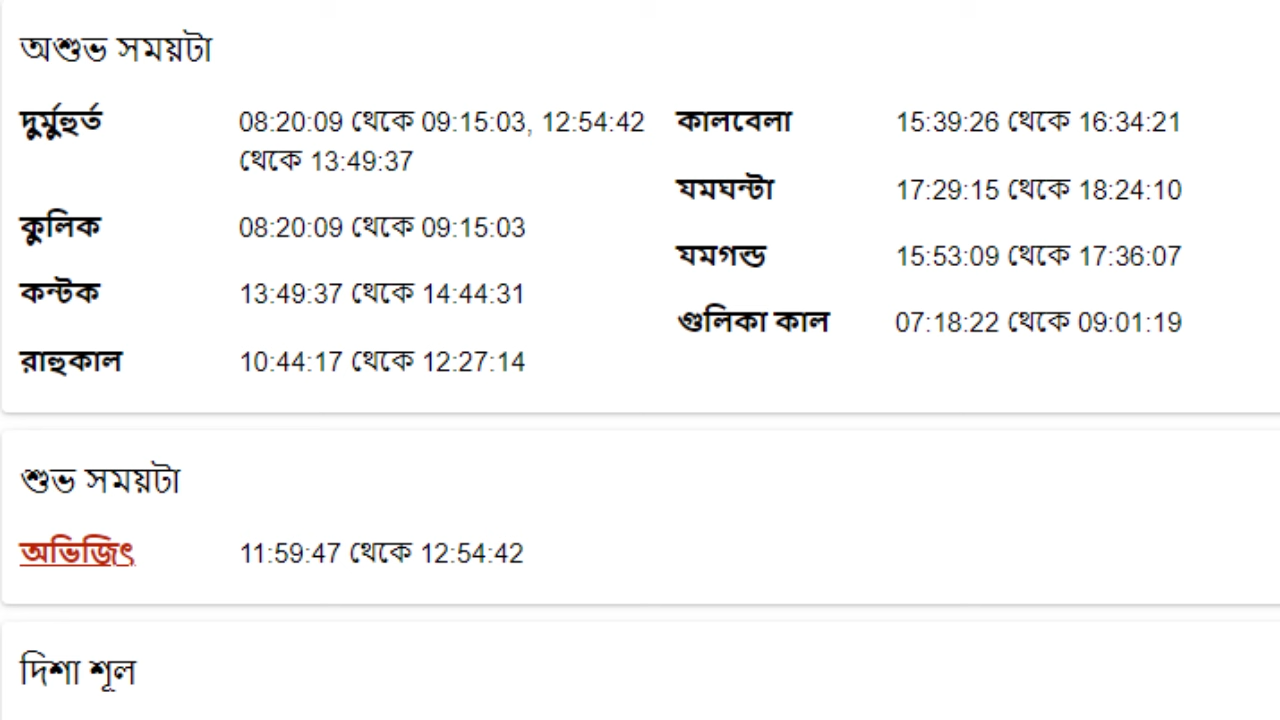 অশুভ সময়টা
দুর্মুহুর্ত 08:20:09 থেকে 09:15:03, 12:54:42
থেকে 13:49:37
কুলিক 08:20:09 থেকে 09:15:03
কন্টক 13:49:37 থেকে 14:44:31
রাহুকাল 10:44:17 থেকে 12:27:14
কালবেলা 15:39:26 থেকে 16:34:21
যমঘন্টা 17:29:15 থেকে 18:24:10
যমগন্ড 15:53:09 থেকে 17:36:07
গুলিকা কাল 07:18:22 থেকে 09:01:19
শুভ সময়টা
অভিজিৎ 11:59:47 থেকে 12:54:42
দিশা শূল